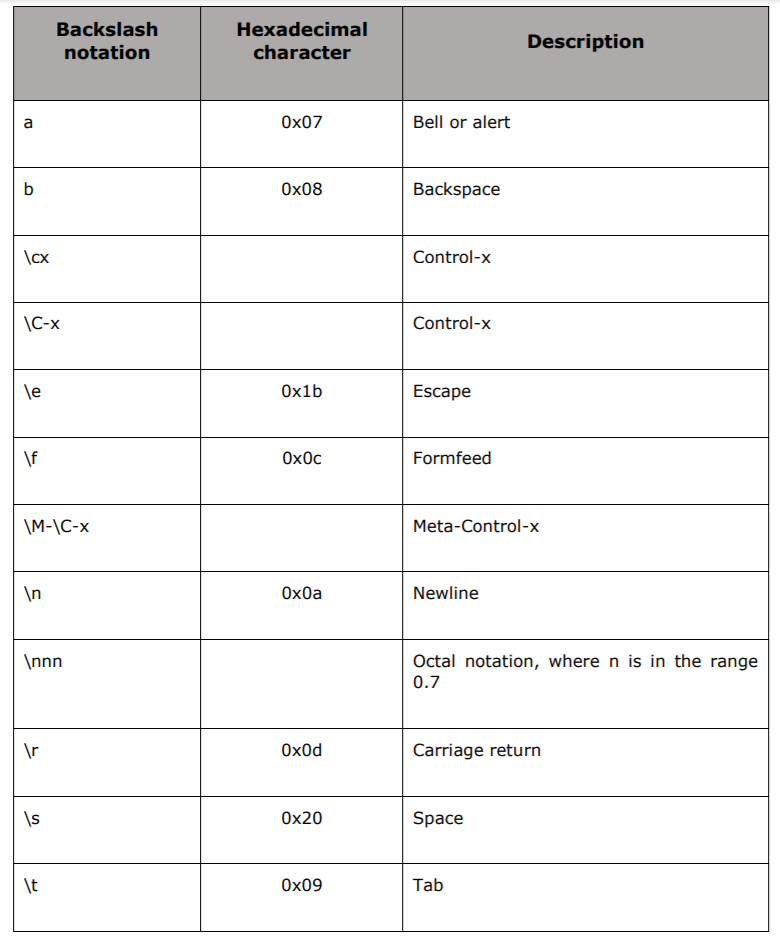 Backslash notation
Hexadecimal character
Description
a 0x07 Bell or alert
b 0x08 Backspace
\cx Control-x
\C-x Control-x
\e 0x1b Escape
\f 0x0c Formfeed
\M-\C-x Meta-Control-x
\n 0x0a Newline
\nnn Octal notation, where n is in the range
0.7
\r 0x0d Carriage return
\s 0x20 Space
\t 0x09 Tab